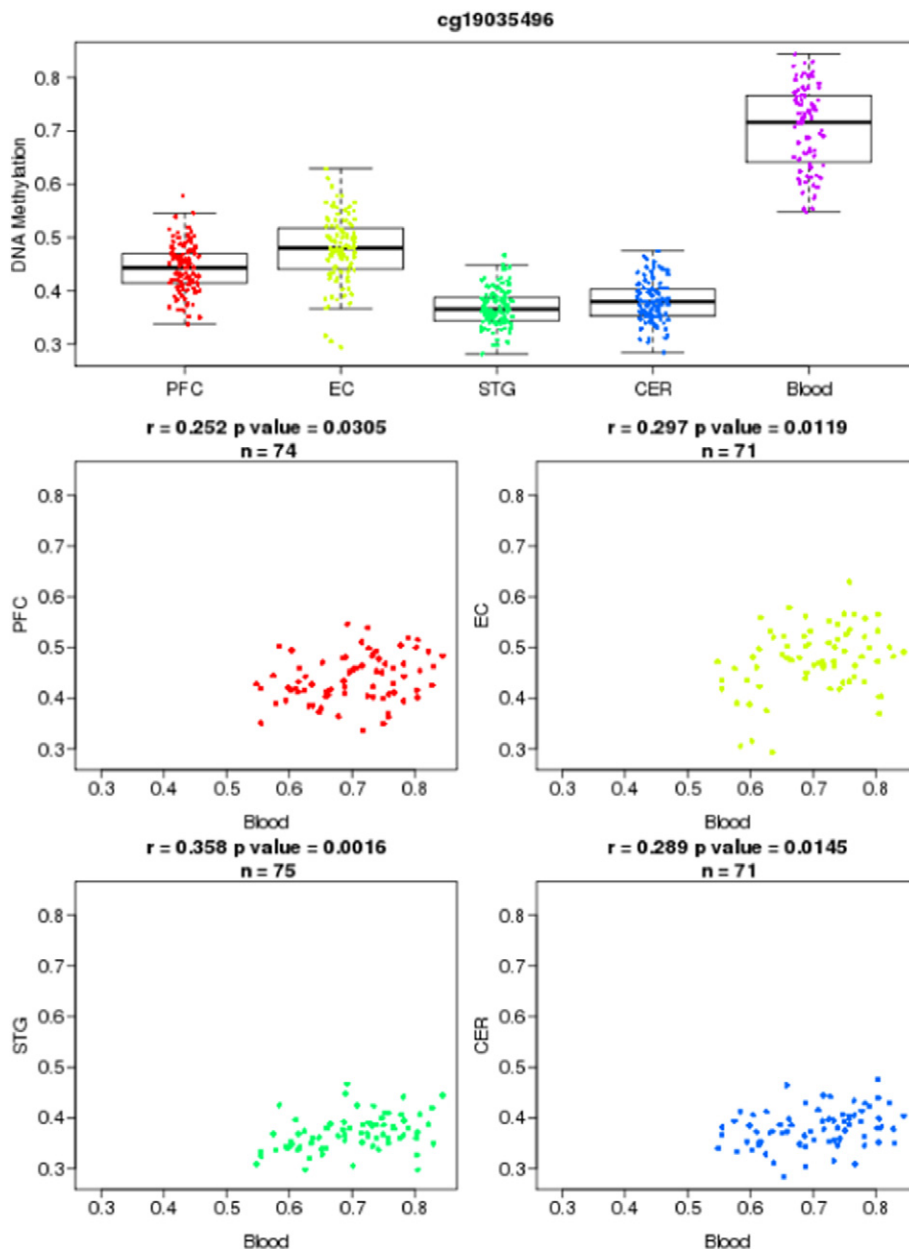 cg19035496
DNA Methylation
0.8
0.7
0.6
0.5
0.4
0.3
PFC EC STG CER Blood
r = 0.252 p value = 0.0305
n = 74
PFC
0.8
0.7
0.6
0.5
0.4
0.3
0.3 0.4 0.5 0.6 0.7 0.8
Blood
r = 0.297 p value = 0.0119
n = 71
EC
0.8
0.7
0.6
0.5
0.4
0.3
0.3 0.4 0.5 0.6 0.7 0.8
Blood
r = 0.358 p value = 0.0016
n = 75
STG
0.8
0.7
0.6
0.5
0.4
0.3
0.3 0.4 0.5 0.6 0.7 0.8
Blood
r = 0.289 p value = 0.0145
n = 71
CER
0.8
0.7
0.6
0.5
0.4
0.3
0.3 0.4 0.5 0.6 0.7 0.8
Blood